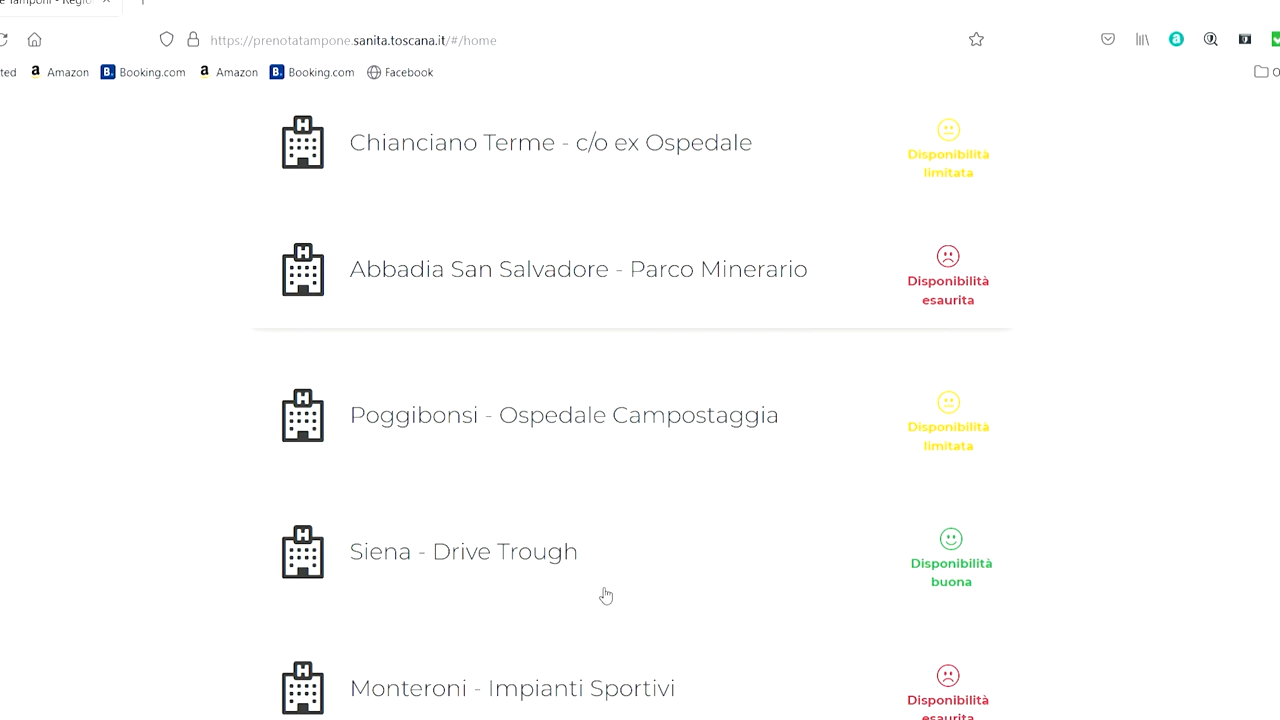 https://prenotatampone.sanita.toscana.it/#/home
Amazon
Booking.com
Amazon
Booking.com
Facebook
Chianciano Terme - c/o ex Ospedale
Disponibilità
limitata
Abbadia San Salvadore - Parco Minerario
Disponibilità
esaurita
Poggibonsi - Ospedale Campostaggia
Disponibilità
limitata
Siena - Drive Trough
Disponibilità
buona
Monteroni - Impianti Sportivi
Disponibilità
esaurita